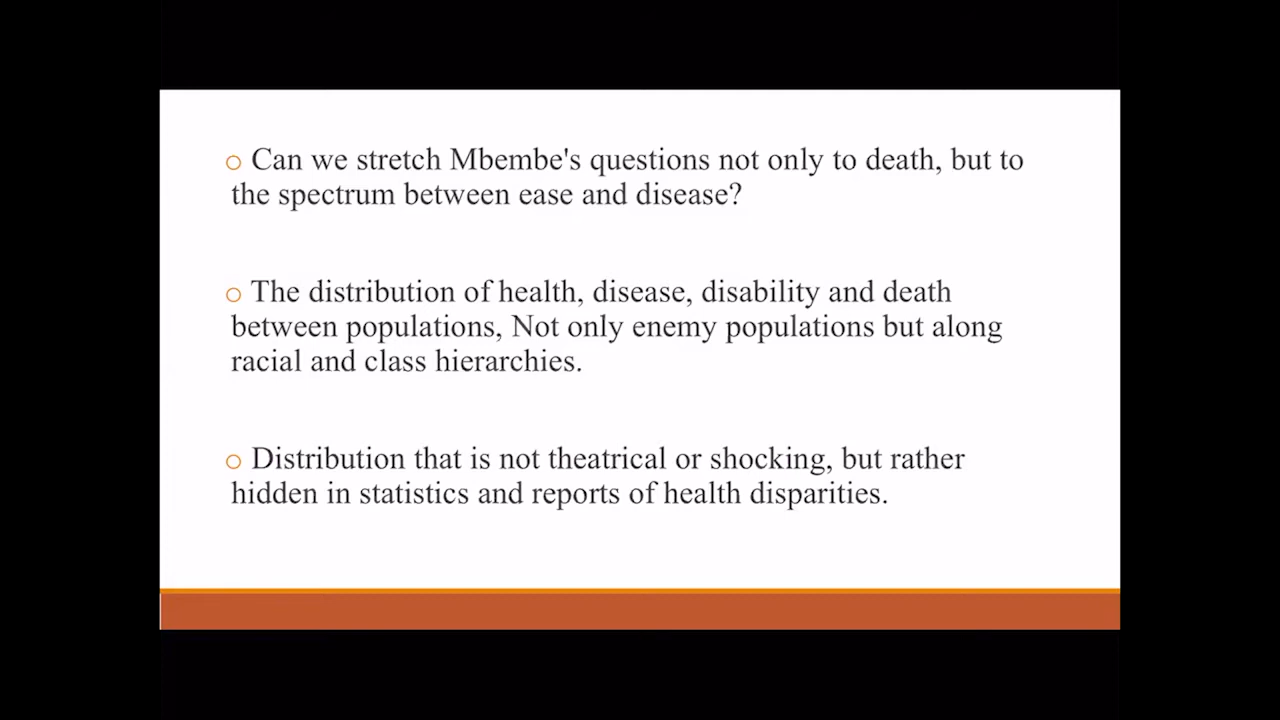 o Can we stretch Mbembe's questions not only to death, but to
the spectrum between ease and disease?
o The distribution of health, disease, disability and death
between populations, Not only enemy populations but along
racial and class hierarchies.
o Distribution that is not theatrical or shocking, but rather
hidden in statistics and reports of health disparities.